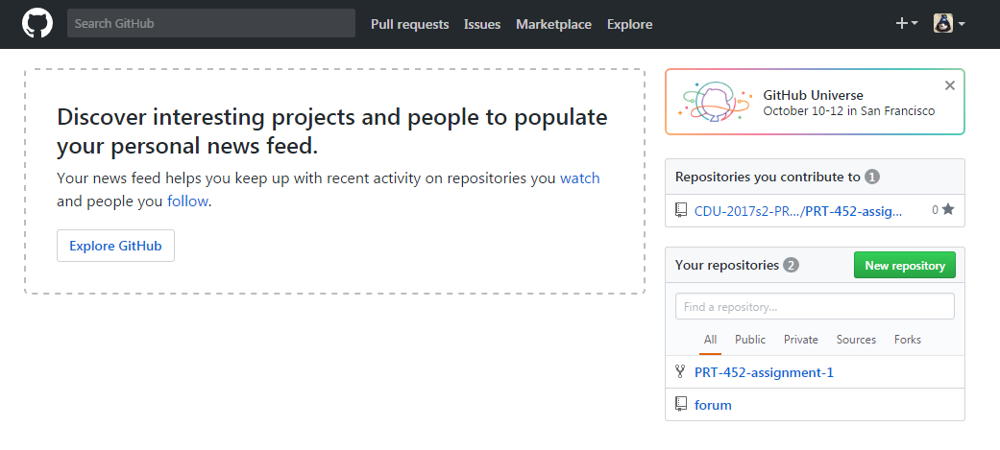 Search GitHub
Pull requests
Issues
Marketplace
Explore
Discover interesting projects and people to populate
your personal news feed.
Your news feed helps you keep up with recent activity on repositories you watch
and people you follow.
Explore GitHub
GitHub Universe
October 10-12 in San Francisco
Repositories you contribute to 1
CDU-2017s2-PR.../PRT-452-assig... 0
Your repositories 2
New repository
Find a repository...
All Public Private Sources Forks
PRT-452-assignment-1
forum